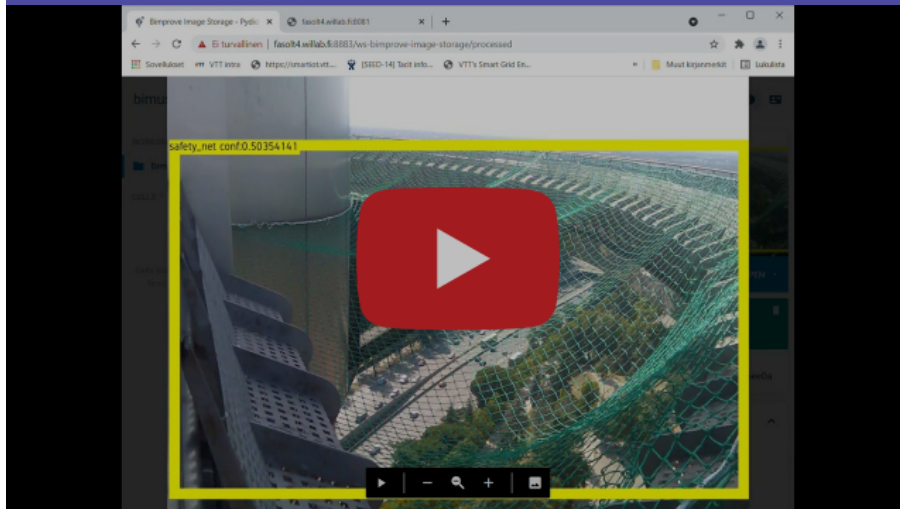 Bimprove Image Storage - Pydio
fasolt4.willab.fi:8081
Ei turvallinen | fasolt4.willab.fi:8883/ws-bimprove-image-storage/processed
Sovellukset VTT intra https://smartiot.vtt... [SEED-14] Tacit info... VTT's Smart Grid En... » Muut kirjanmerkit Lukulista
safety_net conf:0.50354141